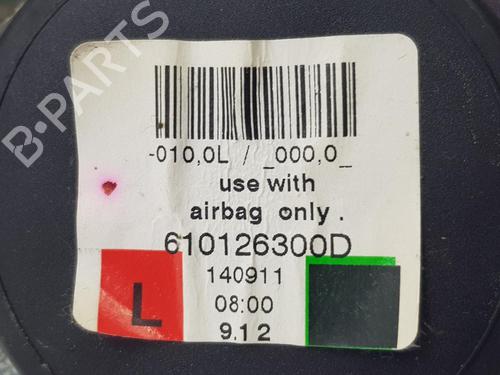 B-PARTS
-010,0L / _000,0_
use with
airbag only .
610126300D
140911
08:00
9.12
L